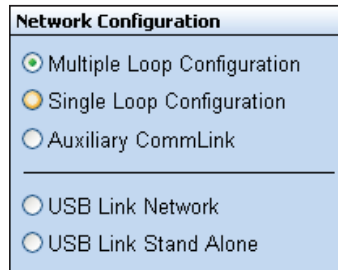 Network Configuration
Multiple Loop Configuration
Single Loop Configuration
Auxiliary CommLink
USB Link Network
USB Link Stand Alone